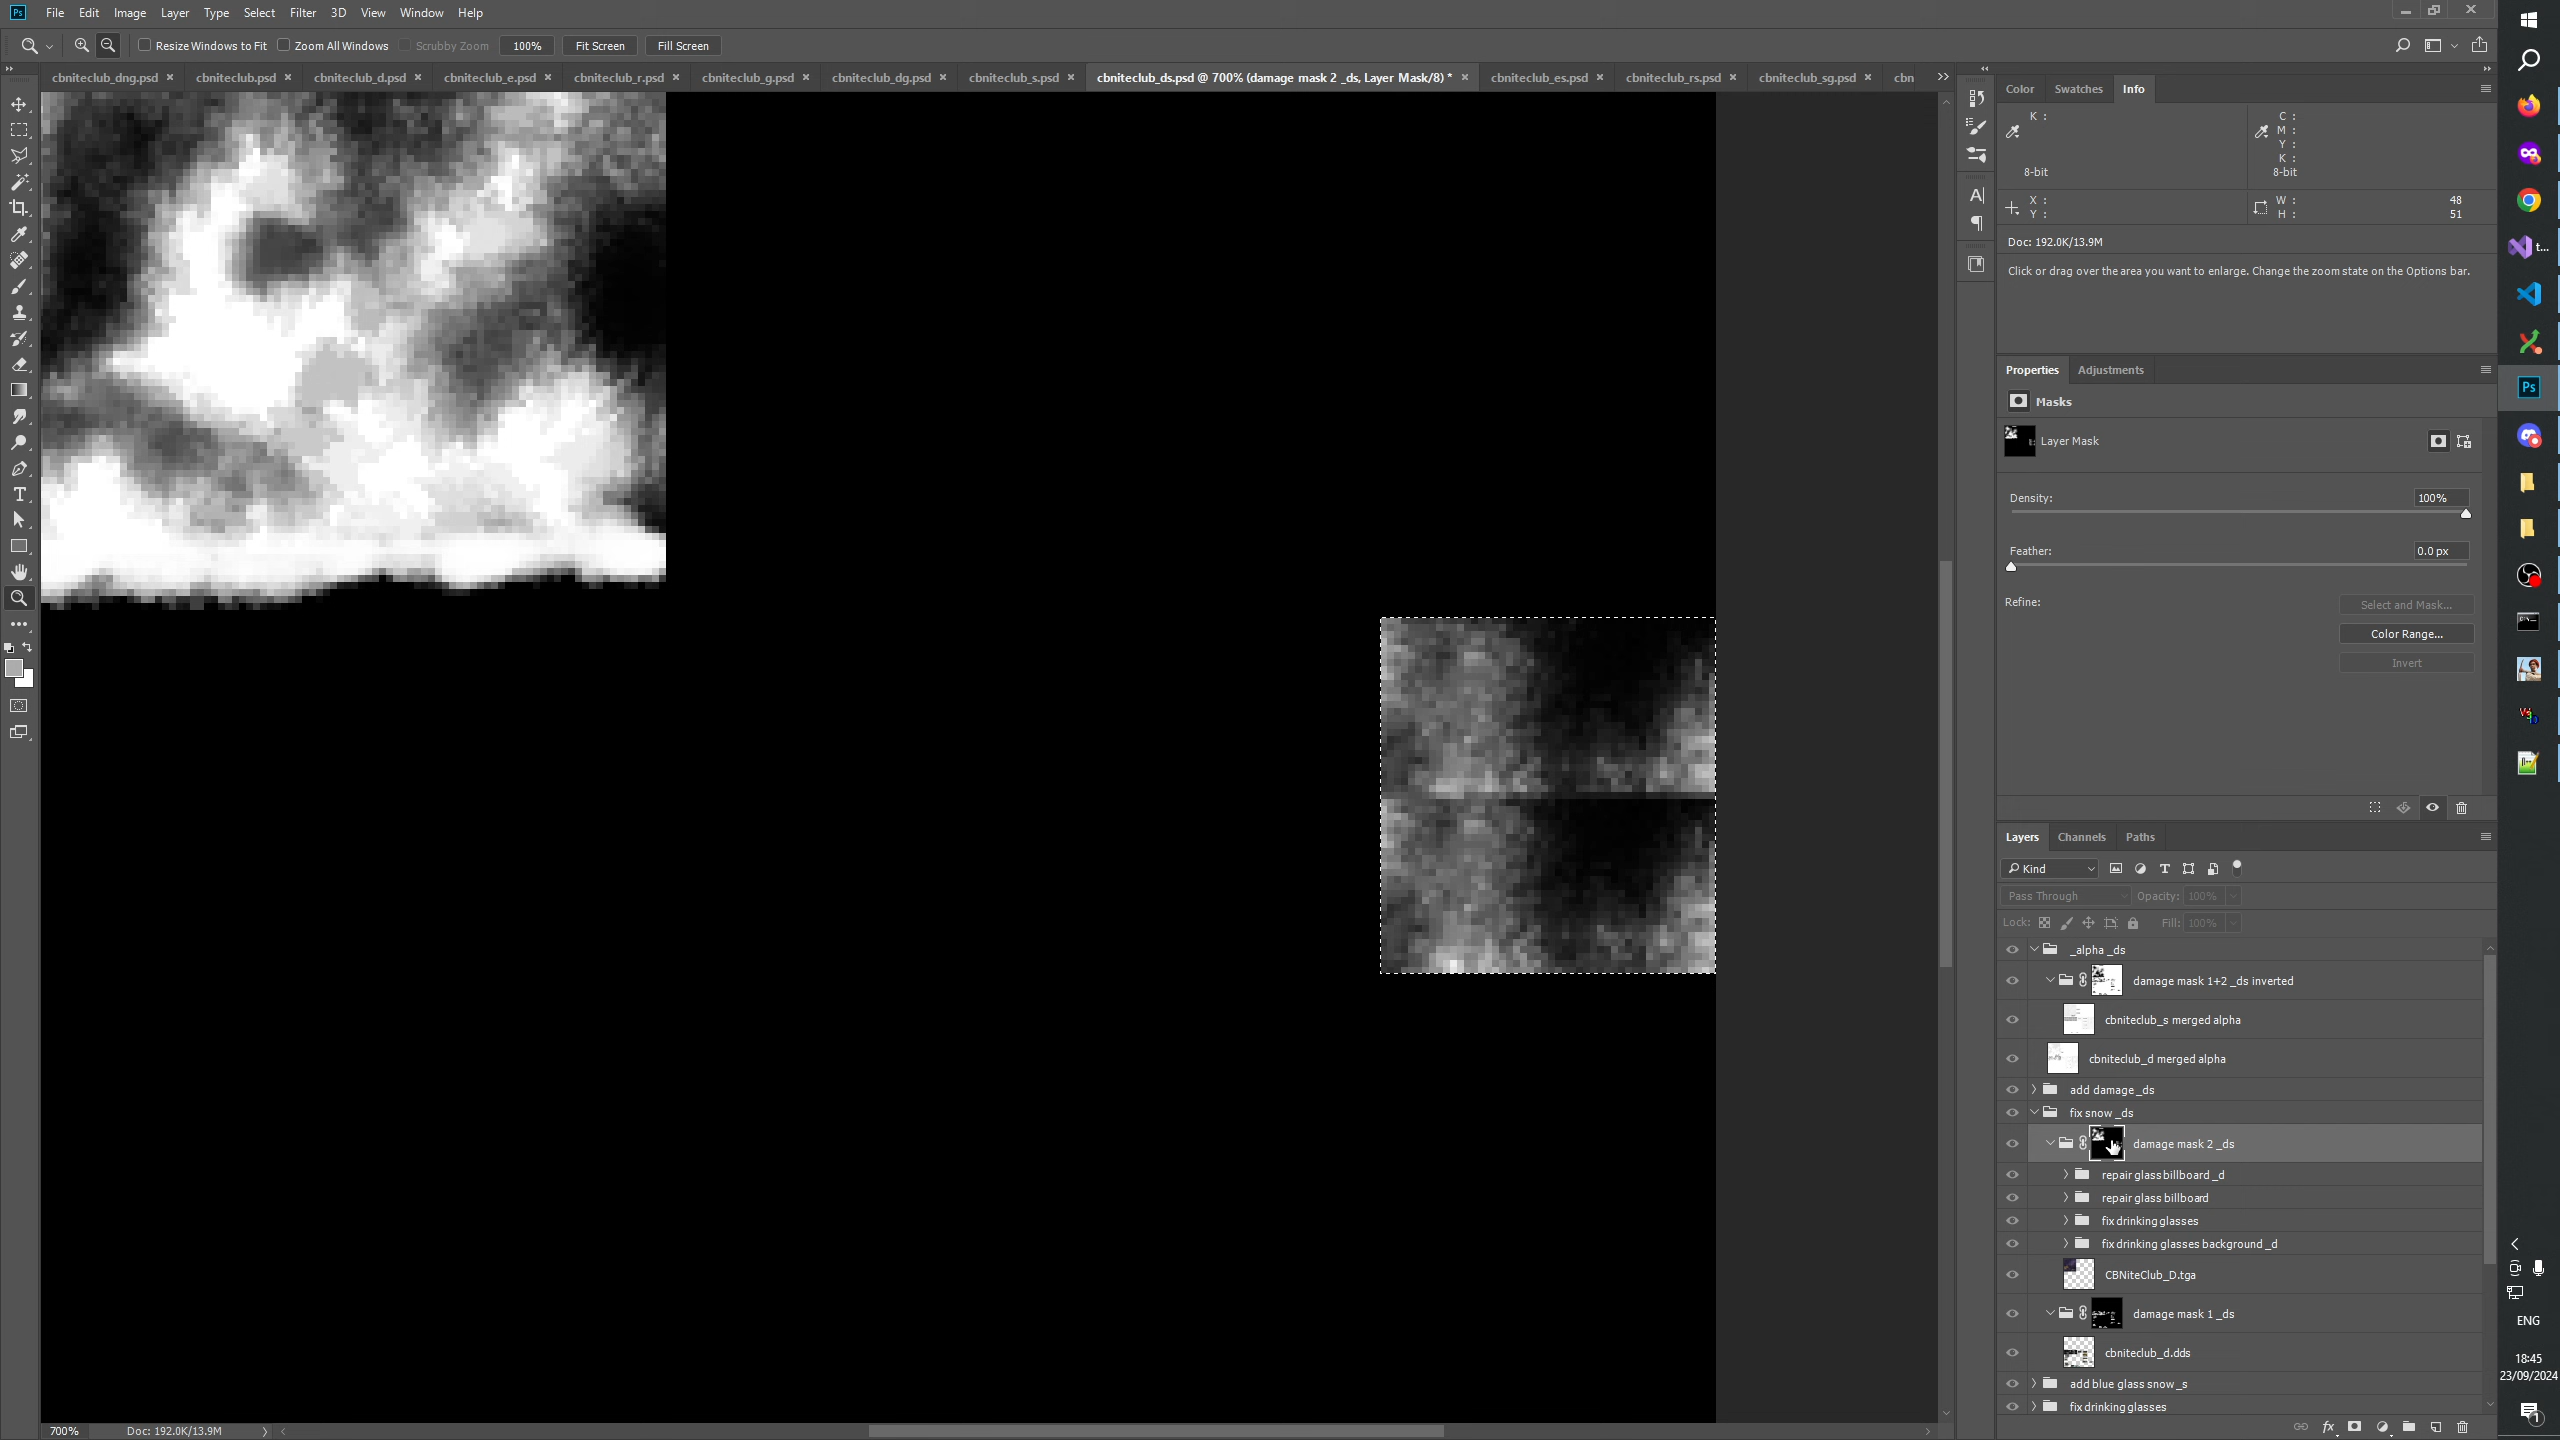 Ps File Edit Image Layer Type Select Filter 3D View Window Help
Resize Windows to Fit Zoom All Windows Scrubby Zoom 100% Fit Screen Fill Screen
cbniteclub_dng.psd × cbniteclub.psd × cbniteclub_d.psd × cbniteclub_e.psd × cbniteclub_r.psd × cbniteclub_g.psd × cbniteclub_dg.psd × cbniteclub_s.psd × cbniteclub_ds.psd @ 700% (damage mask 2 _ds, Layer Mask/8) * × cbniteclub_es.psd × cbniteclub_rs.psd × cbniteclub_sg.psd × cbn
Color Swatches Info
K :
8-bit
C :
M :
Y :
K :
8-bit
X :
Y :
W : 48
H : 51
Doc: 192.0K/13.9M
Click or drag over the area you want to enlarge. Change the zoom state on the Options bar.
Properties Adjustments
Masks
Layer Mask
Density: 100%
Feather: 0.0 px
Refine: Select and Mask...
Color Range...
Invert
Layers Channels Paths
Kind
Pass Through Opacity: 100%
Lock: Fill: 100%
_alpha _ds
damage mask 1+2 _ds inverted
cbniteclub_s merged alpha
cbniteclub_d merged alpha
add damage _ds
fix snow _ds
damage mask 2 _ds
repair glass billboard _d
repair glass billboard
fix drinking glasses
fix drinking glasses background _d
CBNiteClub_D.tga
damage mask 1 _ds
cbniteclub_d.dds
add blue glass snow _s
fix drinking glasses
700% Doc: 192.0K/13.9M
t...
Ps
ENG
18:45
23/09/2024
1